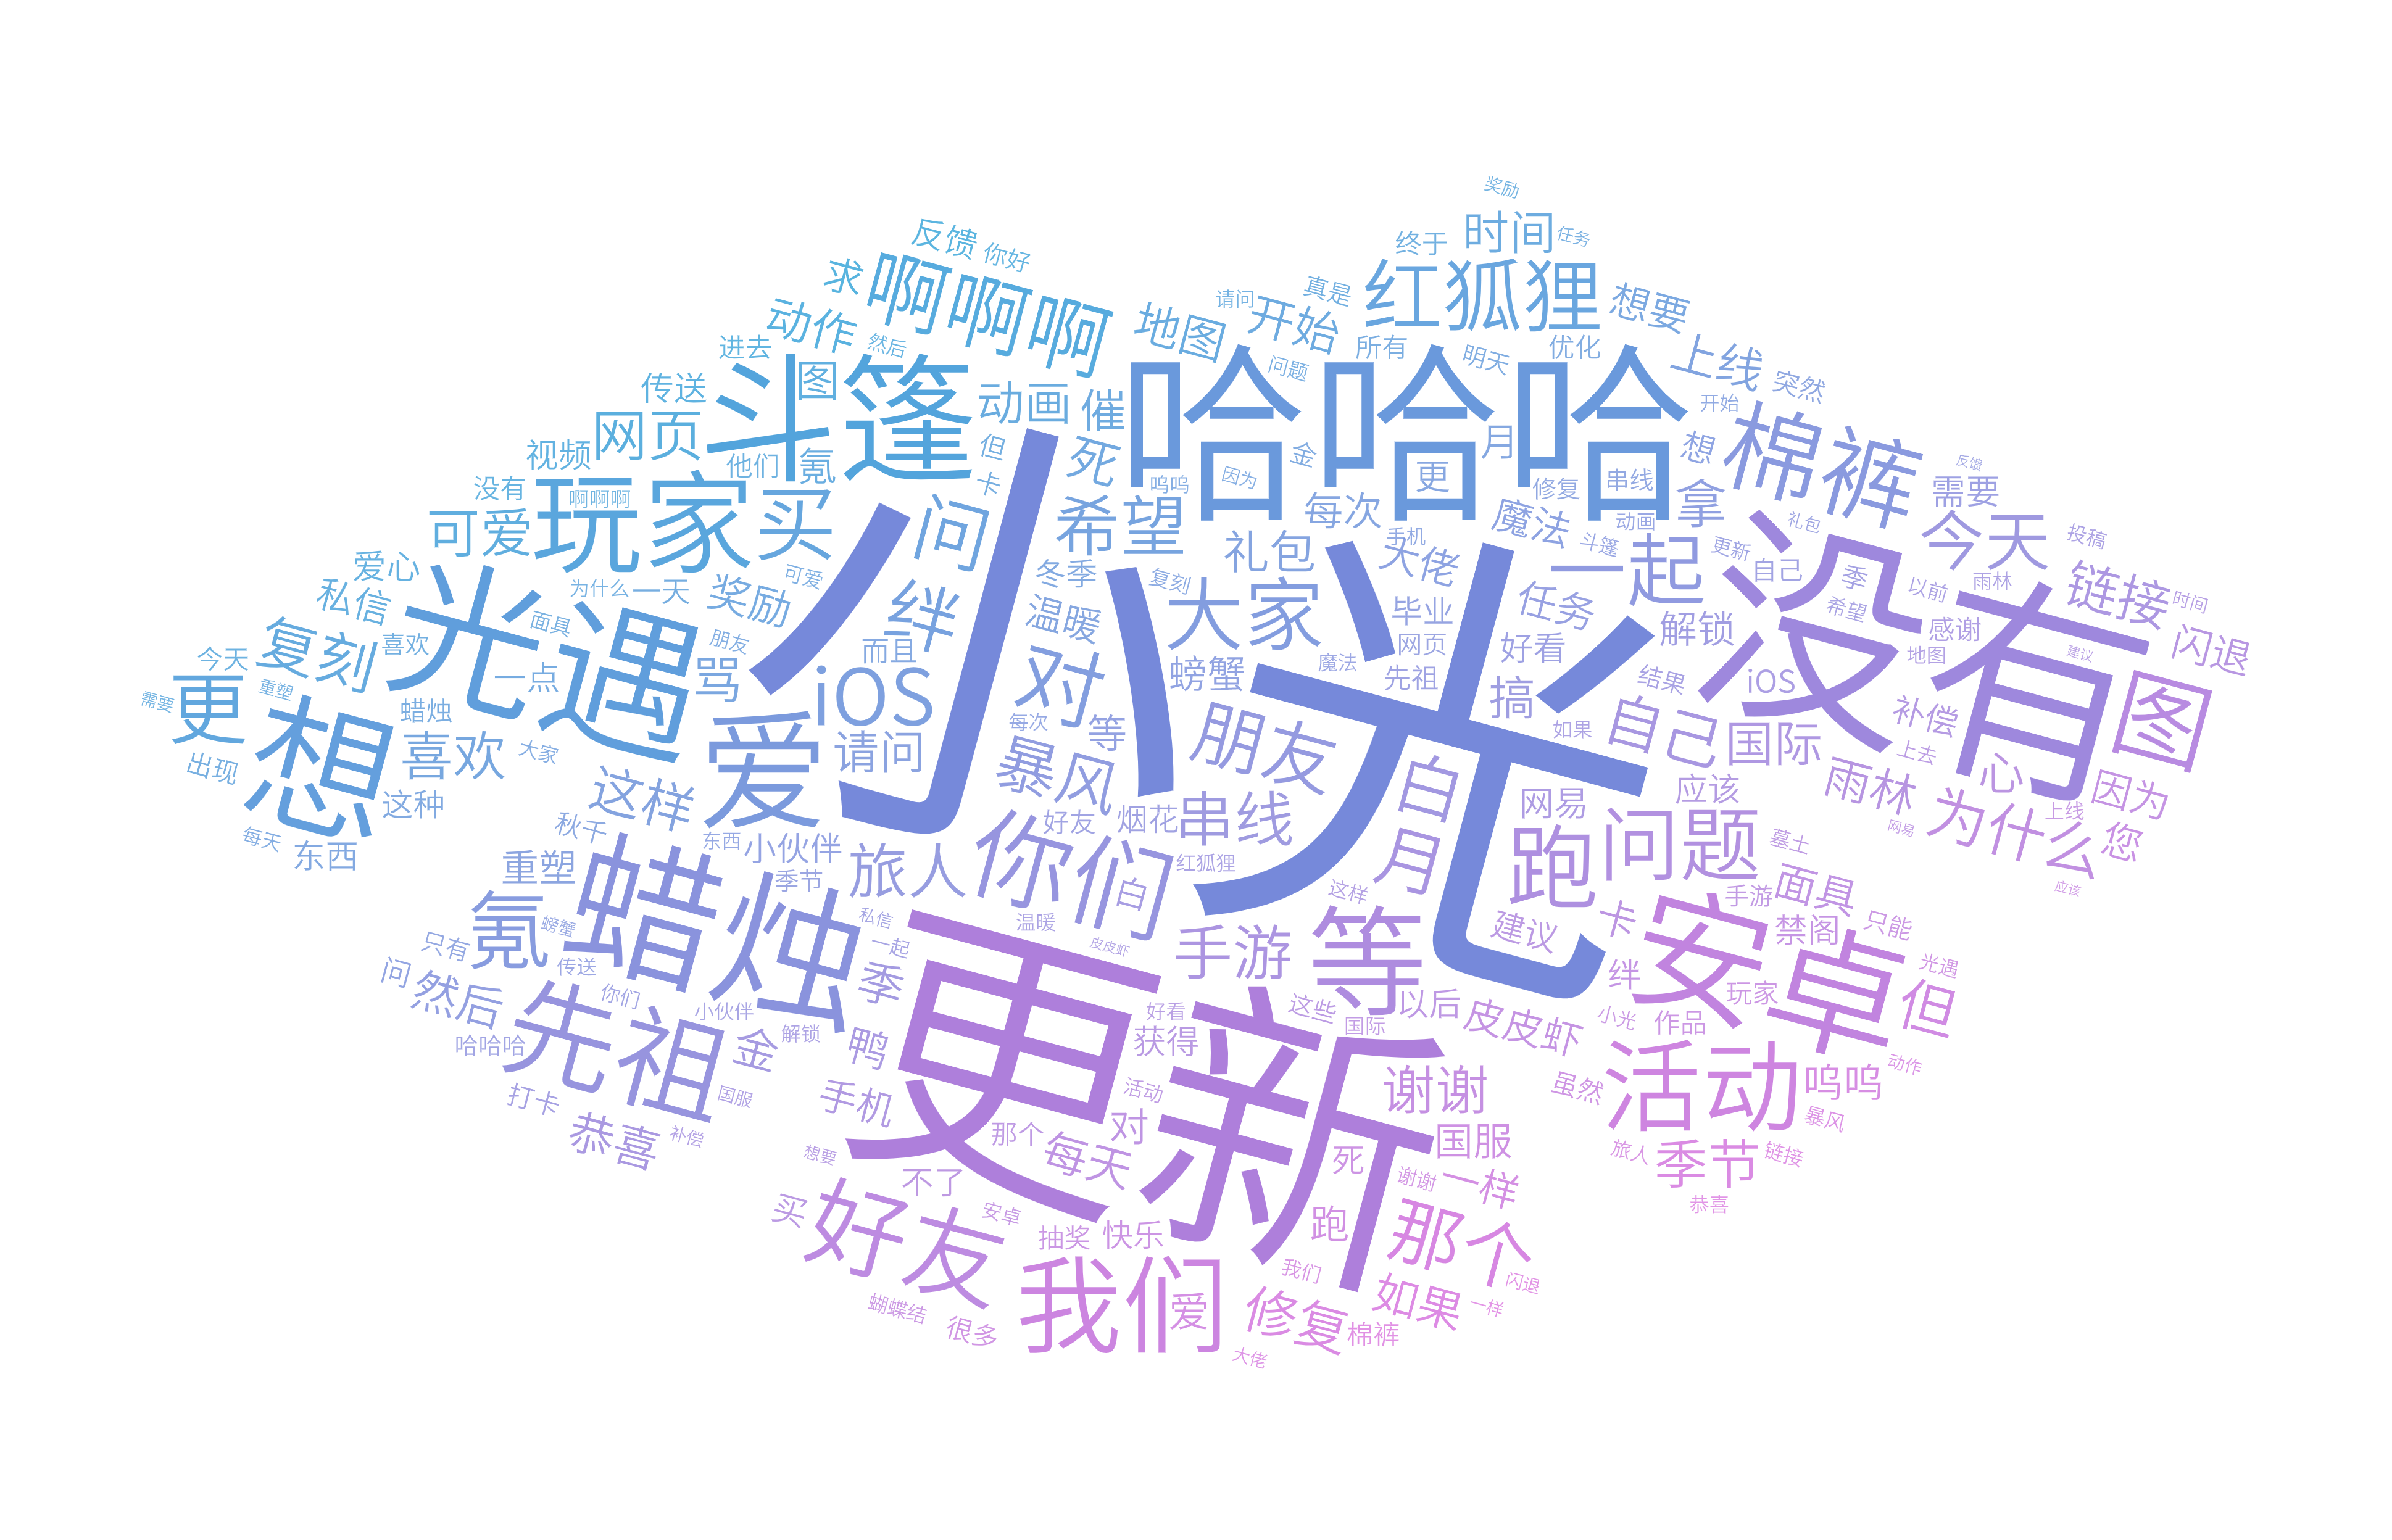 奖励
时间
任务
终于
反馈
你好
求
啊啊啊
红狐狸
真是
请问
想要
动作
地图
开始
然后
进去
所有
明天
优化
上线
突然
问题
哈哈哈
斗篷
图
动画
催
传送
网页
开始
棉裤
视频
他们
氪
但
死
金
月
想
更
串线
反馈
没有
啊啊啊
玩家
买
卡
呜呜
因为
修复
拿
需要
可爱
问
希望
每次
魔法
动画
礼包
今天
投稿
爱心
为什么
一天
可爱
冬季
复刻
礼包
手机
大佬
斗篷
一起
更新
自己
季
以前
雨林
链接
时间
私信
光遇
面具
奖励
绊
温暖
大家
毕业
任务
解锁
希望
感谢
没有
闪退
复刻
喜欢
朋友
而且
小光
网页
好看
地图
建议
今天
一点
骂
iOS
对
螃蟹
魔法
先祖
搞
结果
iOS
图
需要
更
重塑
想
蜡烛
爱
请问
每次
等
朋友
如果
自己
国际
补偿
上去
心
出现
喜欢
大家
暴风
月
白
网易
应该
雨林
因为
这种
这样
好友
烟花
串线
为什么
上线
您
每天
东西
秋千
东西
小伙伴
你们
红狐狸
跑
问题
墓土
网易
应该
重塑
季节
旅人
白
这样
面具
手游
蜡烛
氪
螃蟹
私信
温暖
皮皮虾
建议
卡
安卓
禁阁
只能
只有
一起
手游
等
光遇
问
传送
季
绊
玩家
但
然后
你们
小伙伴
解锁
好看
这些
国际
以后
皮皮虾
小光
作品
哈哈哈
先祖
金
鸭
更新
获得
活动
动作
打卡
国服
手机
活动
谢谢
虽然
呜呜
恭喜
补偿
那个
每天
对
国服
暴风
想要
死
旅人
季节
链接
不了
谢谢
一样
恭喜
买
好友
安卓
抽奖
快乐
跑
那个
我们
我们
闪退
蝴蝶结
很多
爱
修复
如果
一样
棉裤
大佬